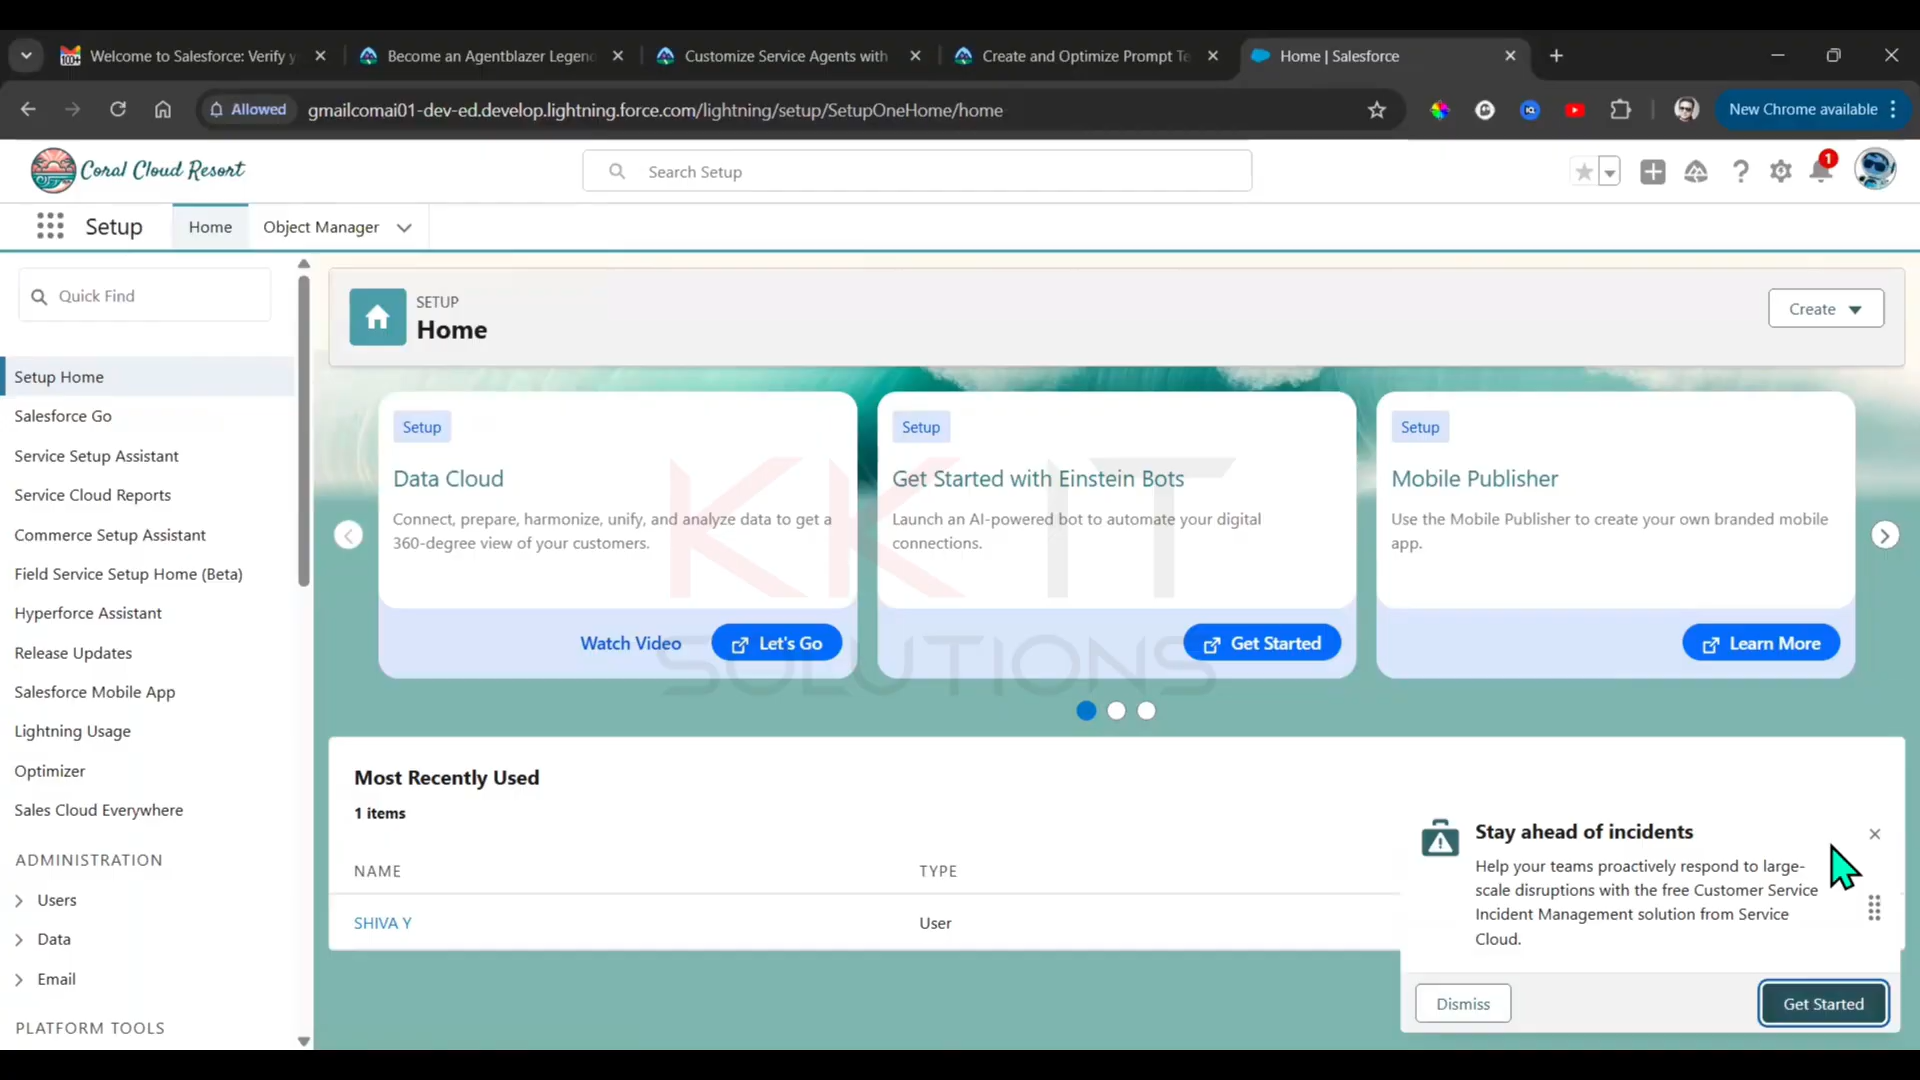 Welcome to Salesforce: Verify y
Become an Agentblazer Legend
Customize Service Agents with
Create and Optimize Prompt Te
Home | Salesforce
Allowed
gmailcomai01-dev-ed.develop.lightning.force.com/lightning/setup/SetupOneHome/home
New Chrome available
Coral Cloud Resort
Search Setup
1
Setup
Home
Object Manager
Quick Find
Setup Home
Salesforce Go
Service Setup Assistant
Service Cloud Reports
Commerce Setup Assistant
Field Service Setup Home (Beta)
Hyperforce Assistant
Release Updates
Salesforce Mobile App
Lightning Usage
Optimizer
Sales Cloud Everywhere
ADMINISTRATION
Users
Data
Email
PLATFORM TOOLS
SETUP
Home
Create
Setup
Data Cloud
Connect, prepare, harmonize, unify, and analyze data to get a
360-degree view of your customers.
Watch Video
Let's Go
Setup
Get Started with Einstein Bots
Launch an AI-powered bot to automate your digital
connections.
Get Started
Setup
Mobile Publisher
Use the Mobile Publisher to create your own branded mobile
app.
Learn More
KK IT
SOLUTIONS
Most Recently Used
1 items
NAME
TYPE
SHIVA Y
User
Stay ahead of incidents
Help your teams proactively respond to large-
scale disruptions with the free Customer Service
Incident Management solution from Service
Cloud.
Dismiss
Get Started